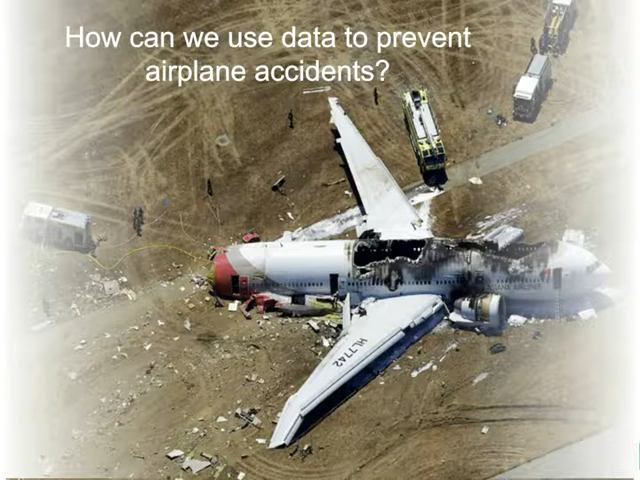 How can we use data to prevent
airplane accidents?
HL7742